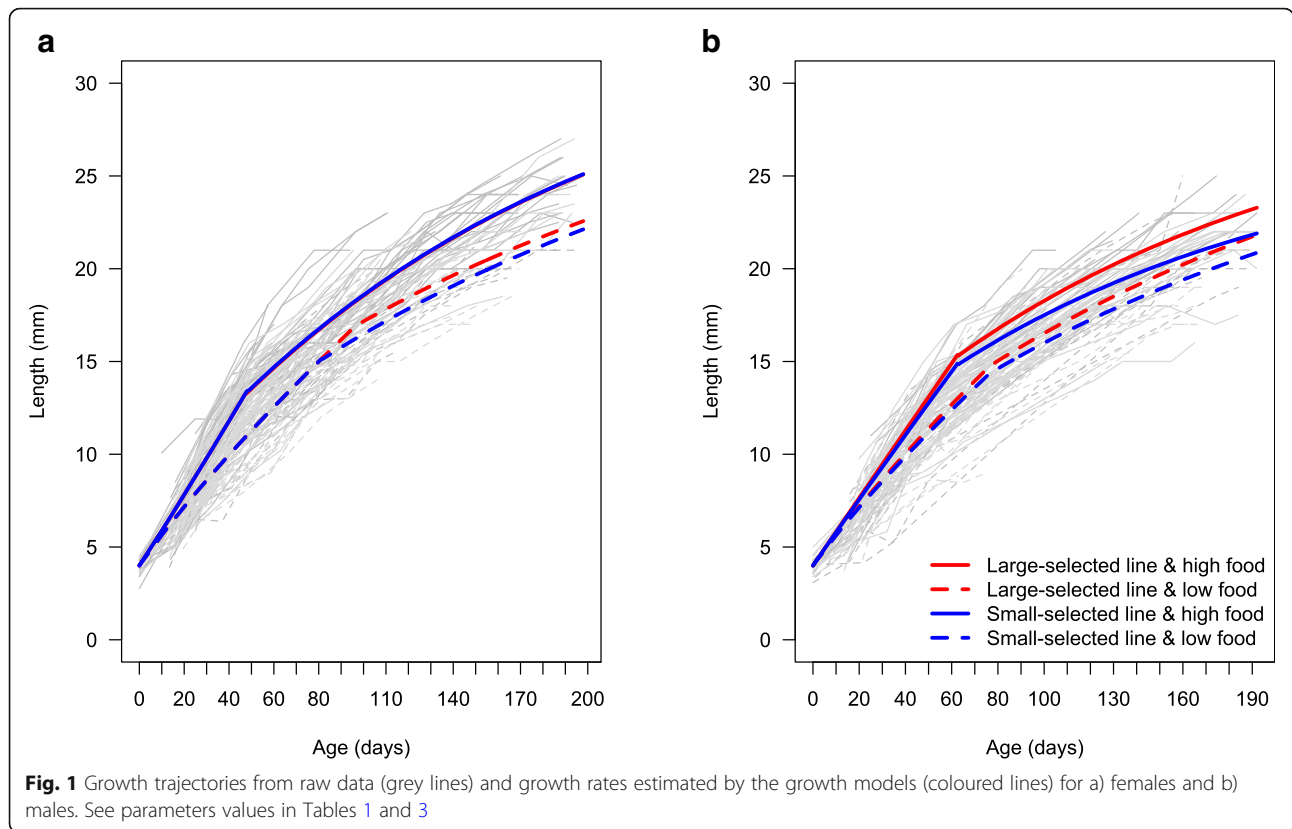 a
30
25
20
15
10
5
0
Length (mm)
0 20 40 60 80 110 140 170 200
Age (days)
b
30
25
20
15
10
5
0
Length (mm)
Large-selected line & high food
Large-selected line & low food
Small-selected line & high food
Small-selected line & low food
0 20 40 60 80 100 130 160 190
Age (days)
Fig. 1 Growth trajectories from raw data (grey lines) and growth rates estimated by the growth models (coloured lines) for a) females and b)
males. See parameters values in Tables 1 and 3